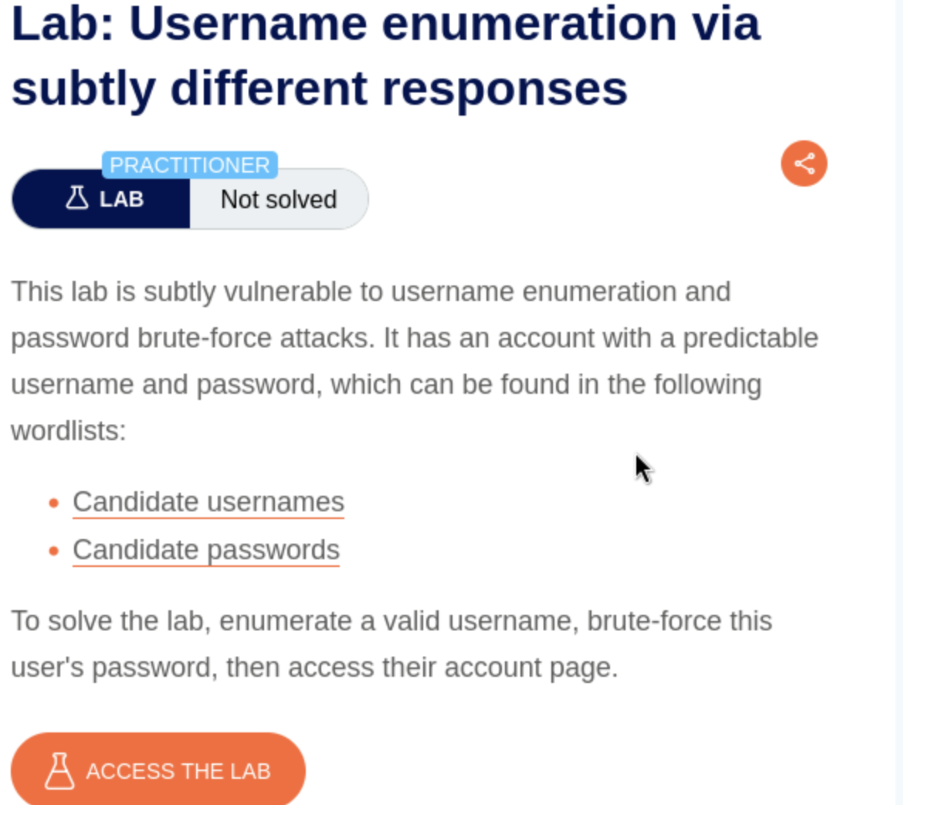 Lab: Username enumeration via
subtly different responses
PRACTITIONER
LAB
Not solved
This lab is subtly vulnerable to username enumeration and
password brute-force attacks. It has an account with a predictable
username and password, which can be found in the following
wordlists:
Candidate usernames
Candidate passwords
To solve the lab, enumerate a valid username, brute-force this
user's password, then access their account page.
ACCESS THE LAB